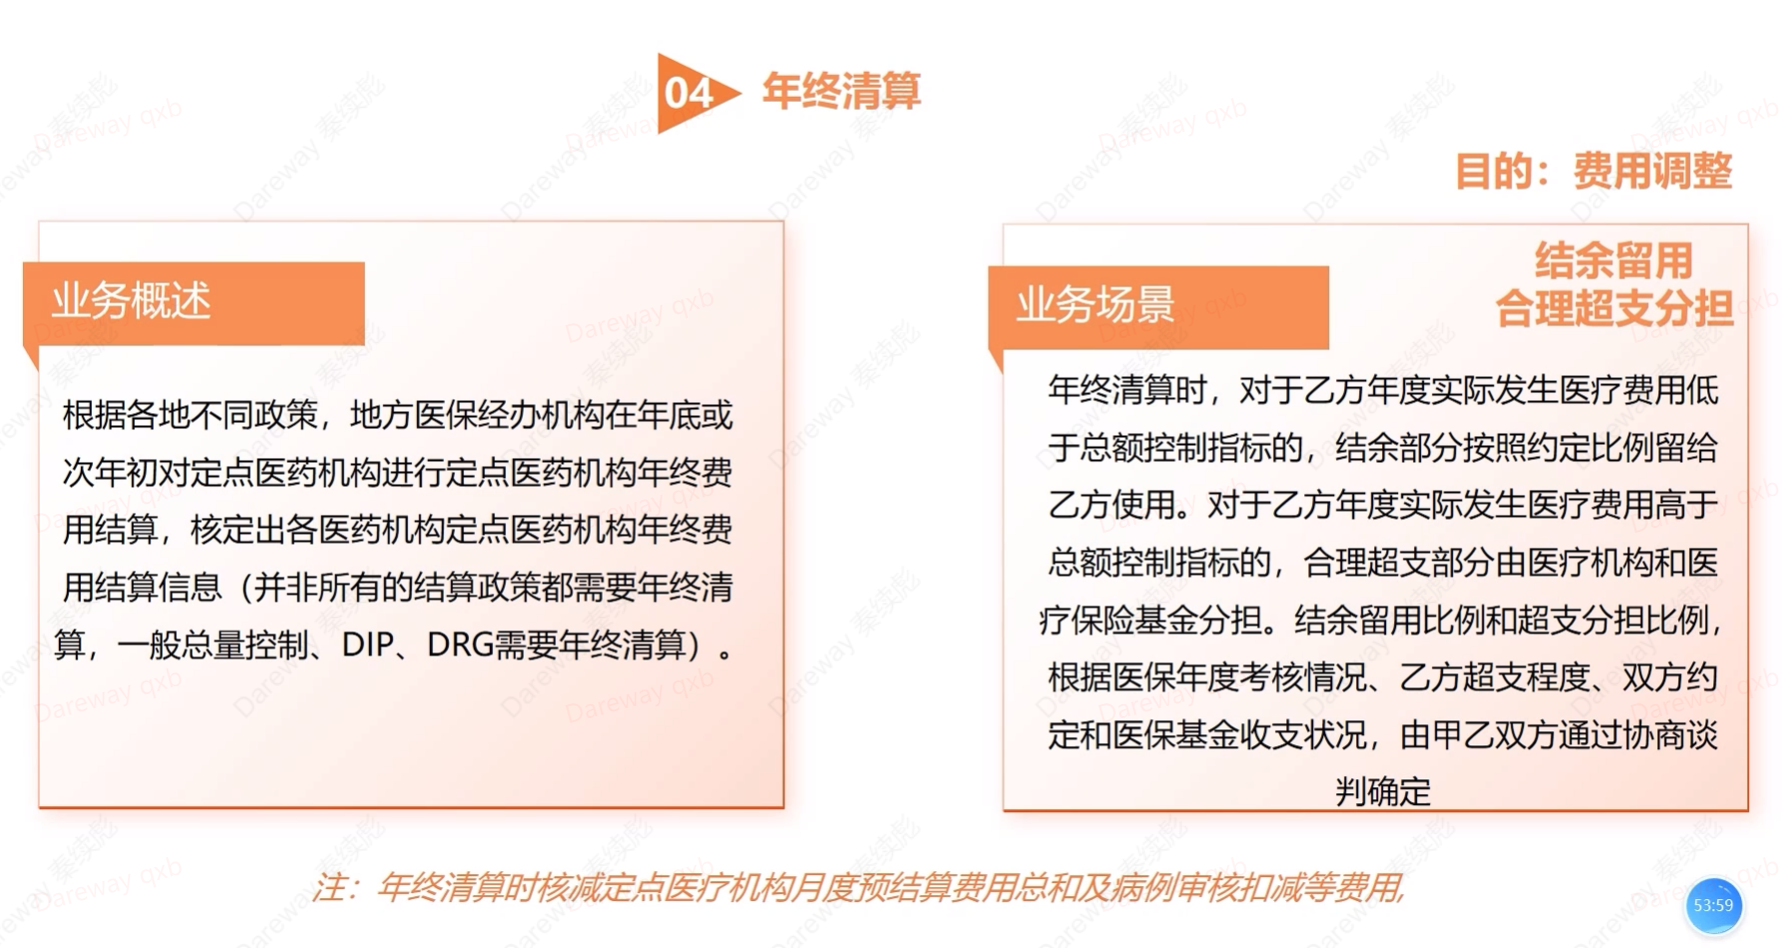 04
年终清算
目的：费用调整
业务概述
根据各地不同政策，地方医保经办机构在年底或
次年初对定点医药机构进行定点医药机构年终费
用结算，核定出各医药机构定点医药机构年终费
用结算信息（并非所有的结算政策都需要年终清
算，一般总量控制、DIP、DRG需要年终清算）。
业务场景
结余留用
合理超支分担
年终清算时，对于乙方年度实际发生医疗费用低
于总额控制指标的，结余部分按照约定比例留给
乙方使用。对于乙方年度实际发生医疗费用高于
总额控制指标的，合理超支部分由医疗机构和医
疗保险基金分担。结余留用比例和超支分担比例，
根据医保年度考核情况、乙方超支程度、双方约
定和医保基金收支状况，由甲乙双方通过协商谈
判确定
注：年终清算时核减定点医疗机构月度预结算费用总和及病例审核扣减等费用,
53:59
Dareway qxb
Dareway 秦续彪